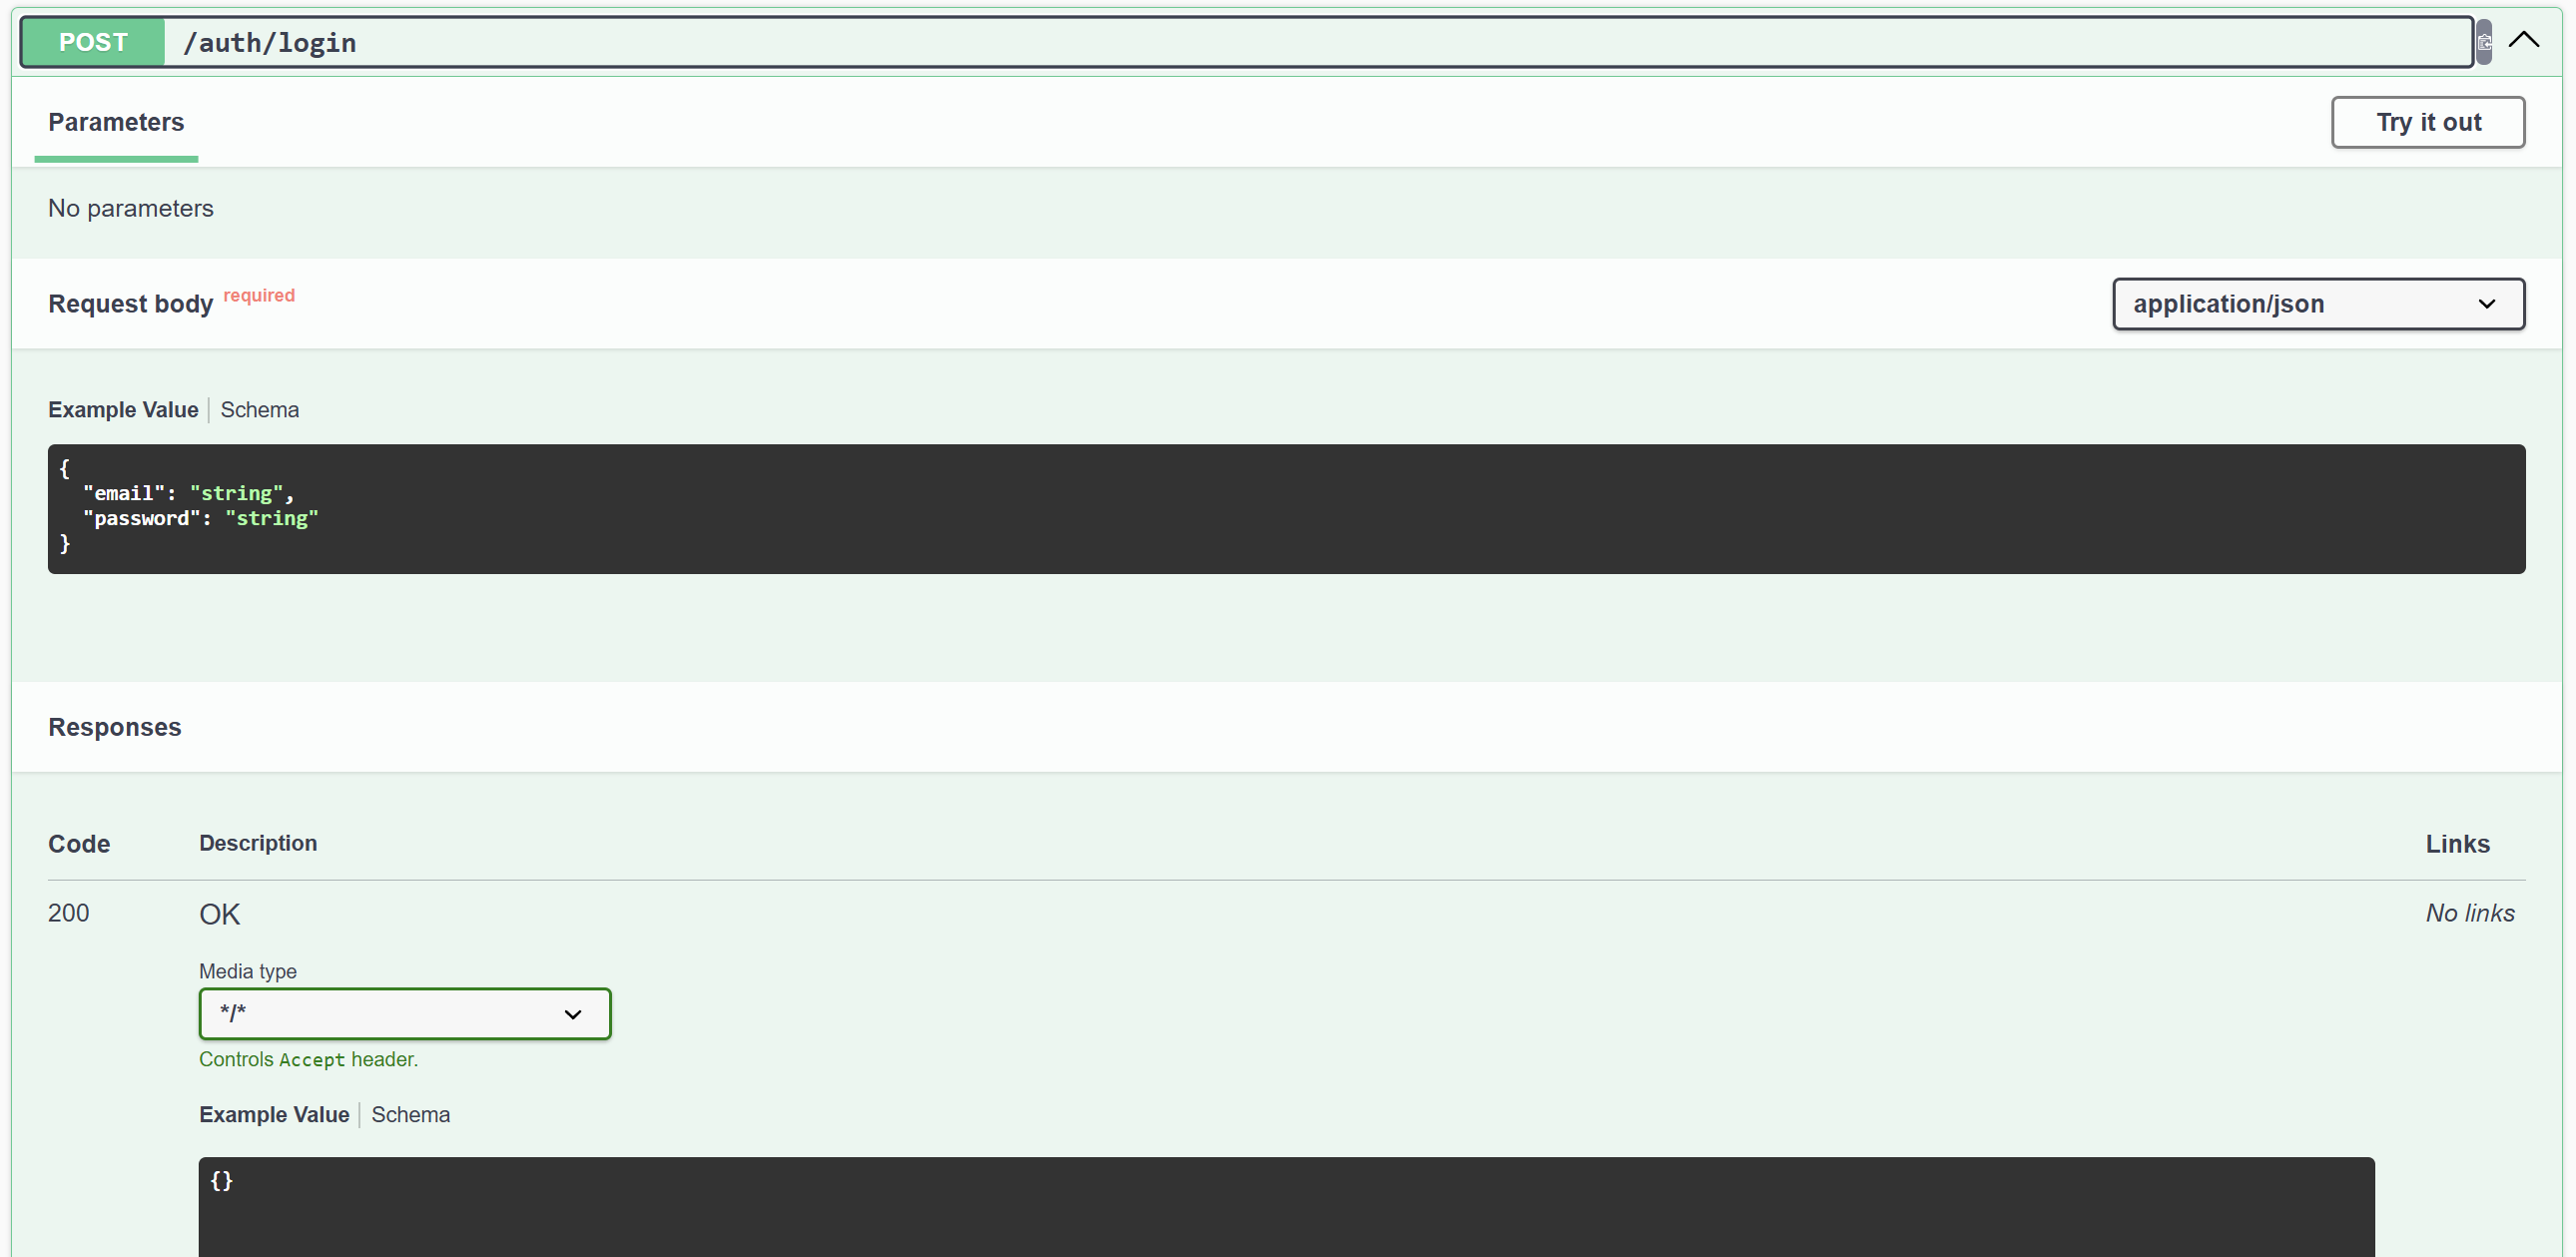 POST /auth/login
Parameters
Try it out
No parameters
Request body required
application/json
Example Value Schema
{
  "email": "string",
  "password": "string"
}
Responses
Code Description Links
200 OK No links
Media type
*/*
Controls Accept header.
Example Value Schema
{}